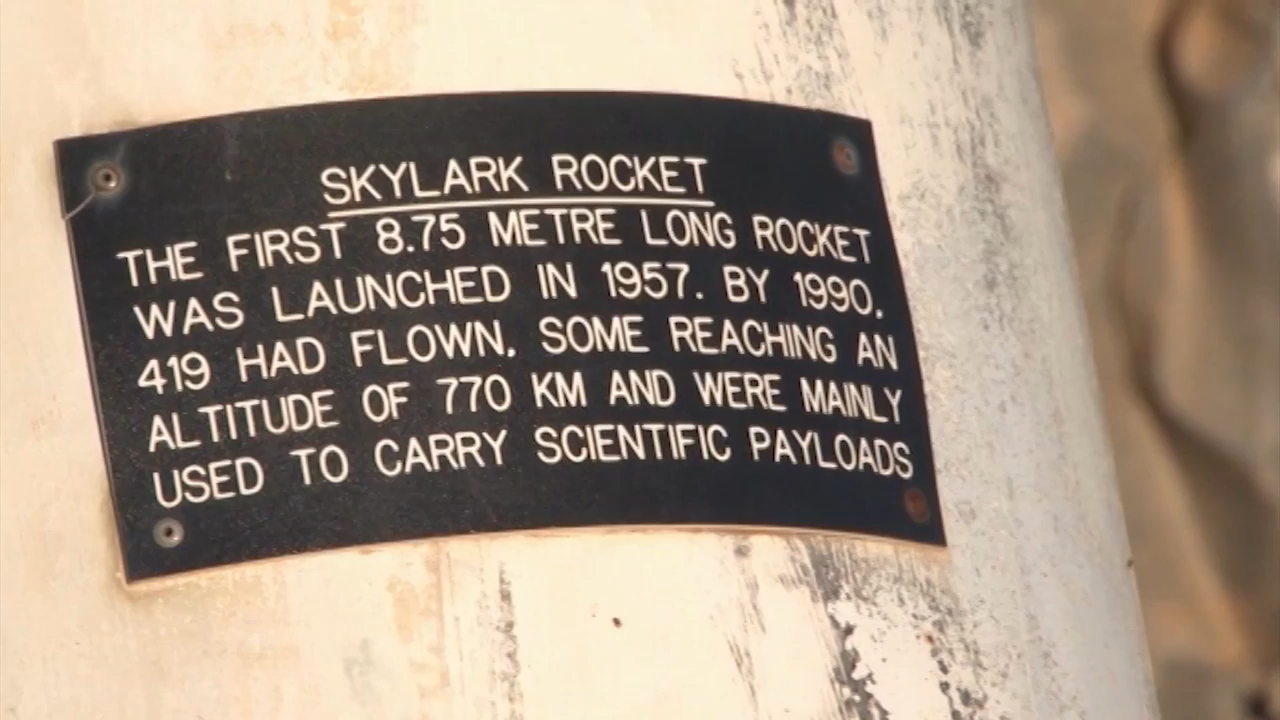 SKYLARK ROCKET
THE FIRST 8.75 METRE LONG ROCKET
WAS LAUNCHED IN 1957. BY 1990.
419 HAD FLOWN. SOME REACHING AN
ALTITUDE OF 770 KM AND WERE MAINLY
USED TO CARRY SCIENTIFIC PAYLOADS